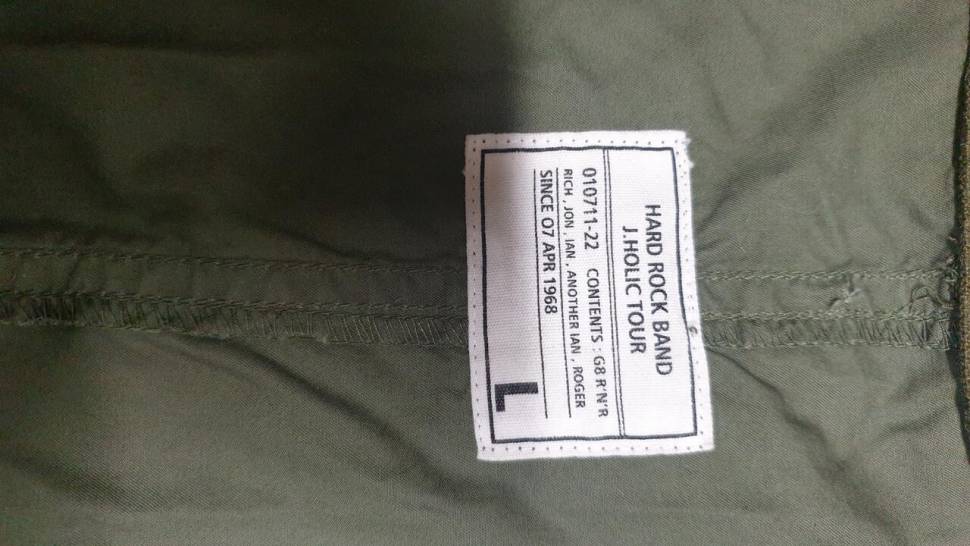 HARD ROCK BAND
J.HOLIC TOUR
010711-22 CONTENTS : G8 R'N'R
RICH , JON , IAN , ANOTHER IAN , ROGER
SINCE 07 APR 1968
L